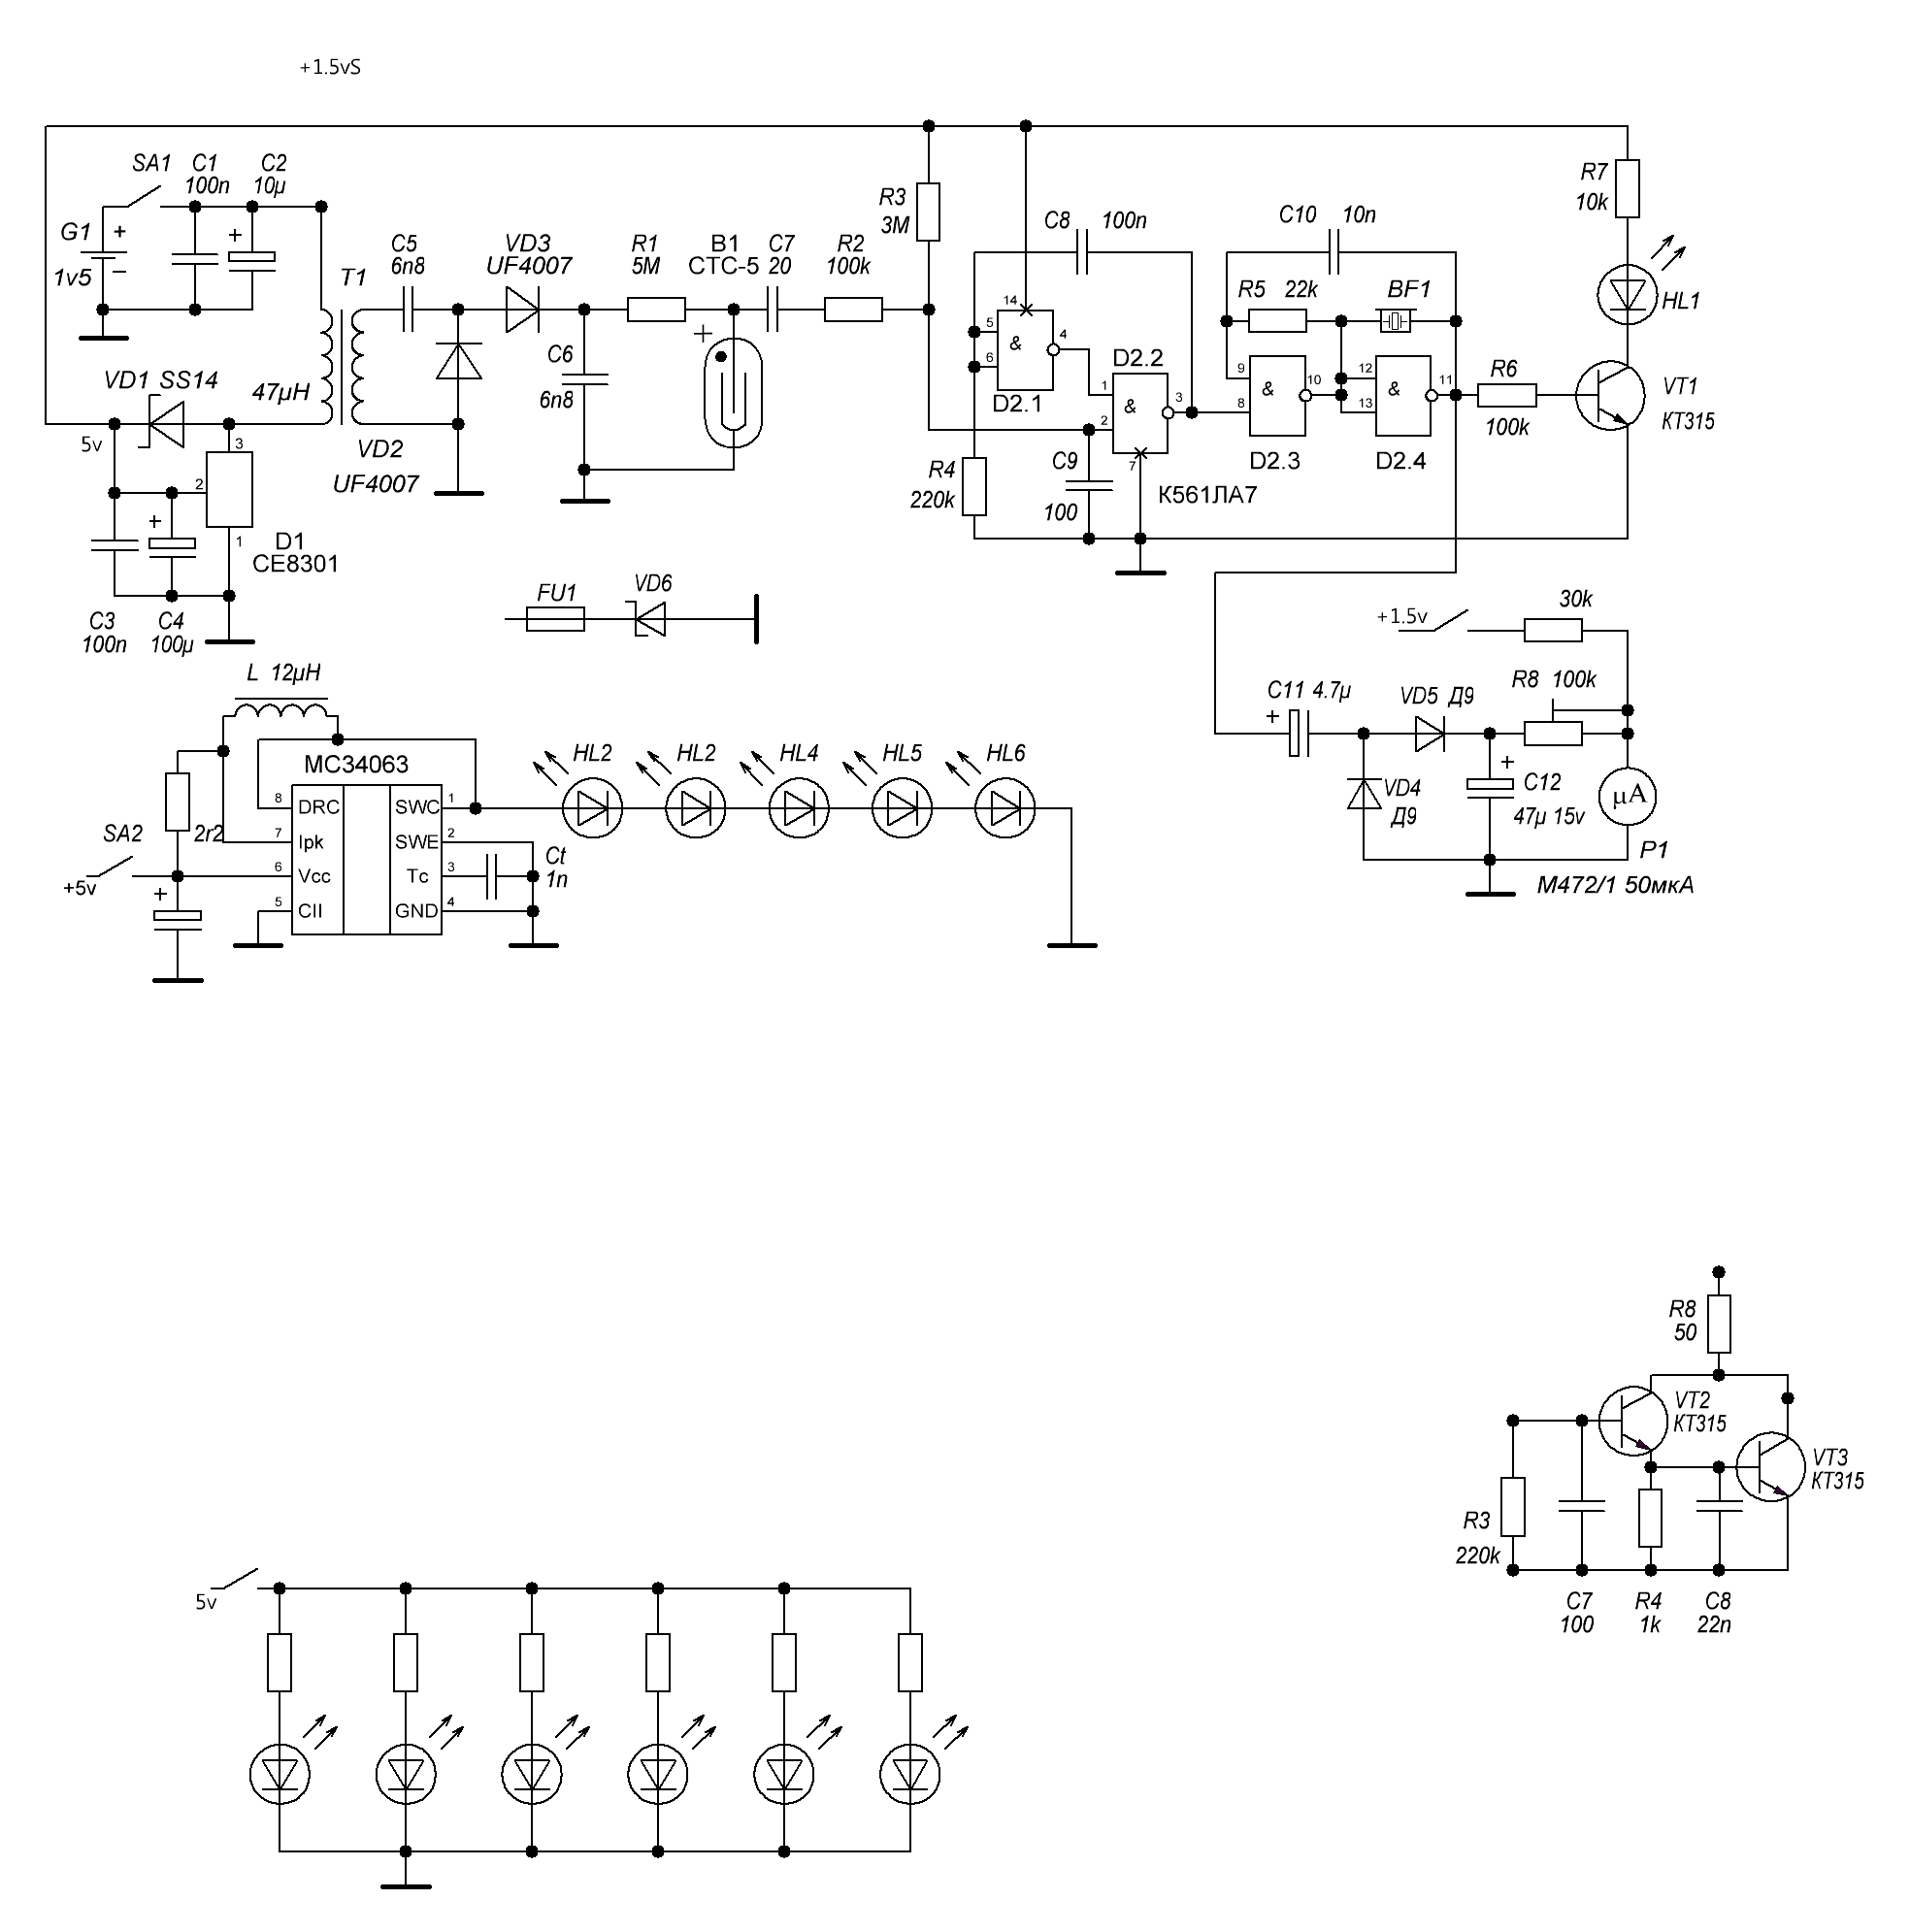 +1.5vS
SA1
C1
100n
C2
10µ
G1
+
1v5
−
+
T1
47µH
C5
6n8
VD3
UF4007
R1
5M
B1
СТС-5
C7
20
R2
100k
R3
3M
C8 100n
C10 10n
R7
10k
HL1
R5 22k
BF1
14
5
6
&
4
D2.1
D2.2
1
2
&
3
7
9
8
&
10
D2.3
12
13
&
11
D2.4
R6
100k
VT1
КТ315
VD1 SS14
5v
3
2
1
D1
CE8301
+
C3
100n
C4
100µ
VD2
UF4007
C6
6n8
+
R4
220k
C9
100
К561ЛА7
FU1
VD6
+1.5v
30k
R8 100k
C11 4.7µ
+
VD5 Д9
VD4
Д9
+
C12
47µ 15v
µA
P1
М472/1 50мкА
L 12µH
MC34063
2r2
SA2
+5v
+
8 DRC
7 Ipk
6 Vcc
5 CII
SWC 1
SWE 2
Tc 3
GND 4
Ct
1n
HL2
HL2
HL4
HL5
HL6
R8
50
VT2
КТ315
VT3
КТ315
R3
220k
C7
100
R4
1k
C8
22n
5v